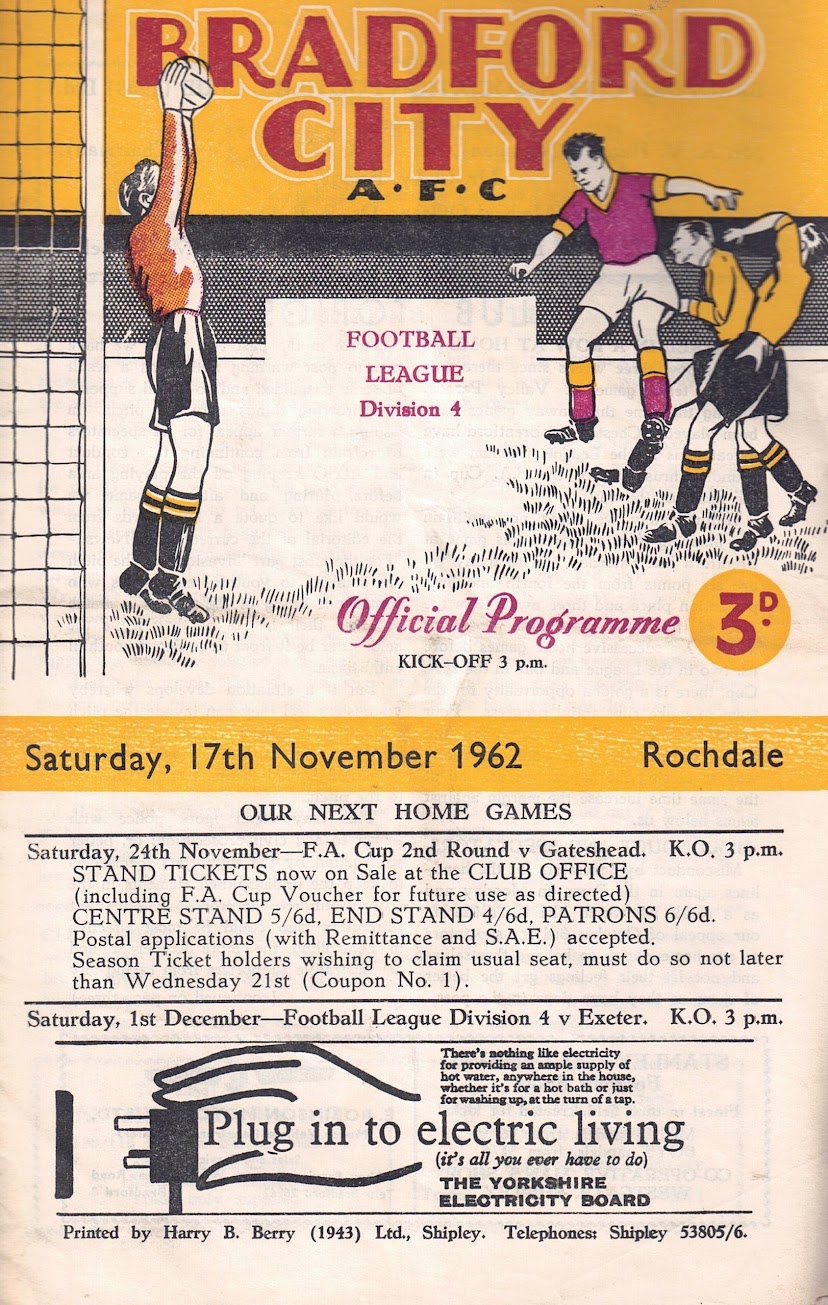 BRADFORD
CITY
A·F·C
FOOTBALL
LEAGUE
Division 4
Official Programme
3D.
KICK-OFF 3 p.m.
Saturday, 17th November 1962 Rochdale
OUR NEXT HOME GAMES
Saturday, 24th November—F.A. Cup 2nd Round v Gateshead. K.O. 3 p.m.
STAND TICKETS now on Sale at the CLUB OFFICE
(including F.A. Cup Voucher for future use as directed)
CENTRE STAND 5/6d, END STAND 4/6d, PATRONS 6/6d.
Postal applications (with Remittance and S.A.E.) accepted.
Season Ticket holders wishing to claim usual seat, must do so not later
than Wednesday 21st (Coupon No. 1).
Saturday, 1st December—Football League Division 4 v Exeter. K.O. 3 p.m.
There's nothing like electricity
for providing an ample supply of
hot water, anywhere in the house,
whether it's for a hot bath or just
for washing up, at the turn of a tap.
Plug in to electric living
(it's all you ever have to do)
THE YORKSHIRE
ELECTRICITY BOARD
Printed by Harry B. Berry (1943) Ltd., Shipley. Telephones: Shipley 53805/6.